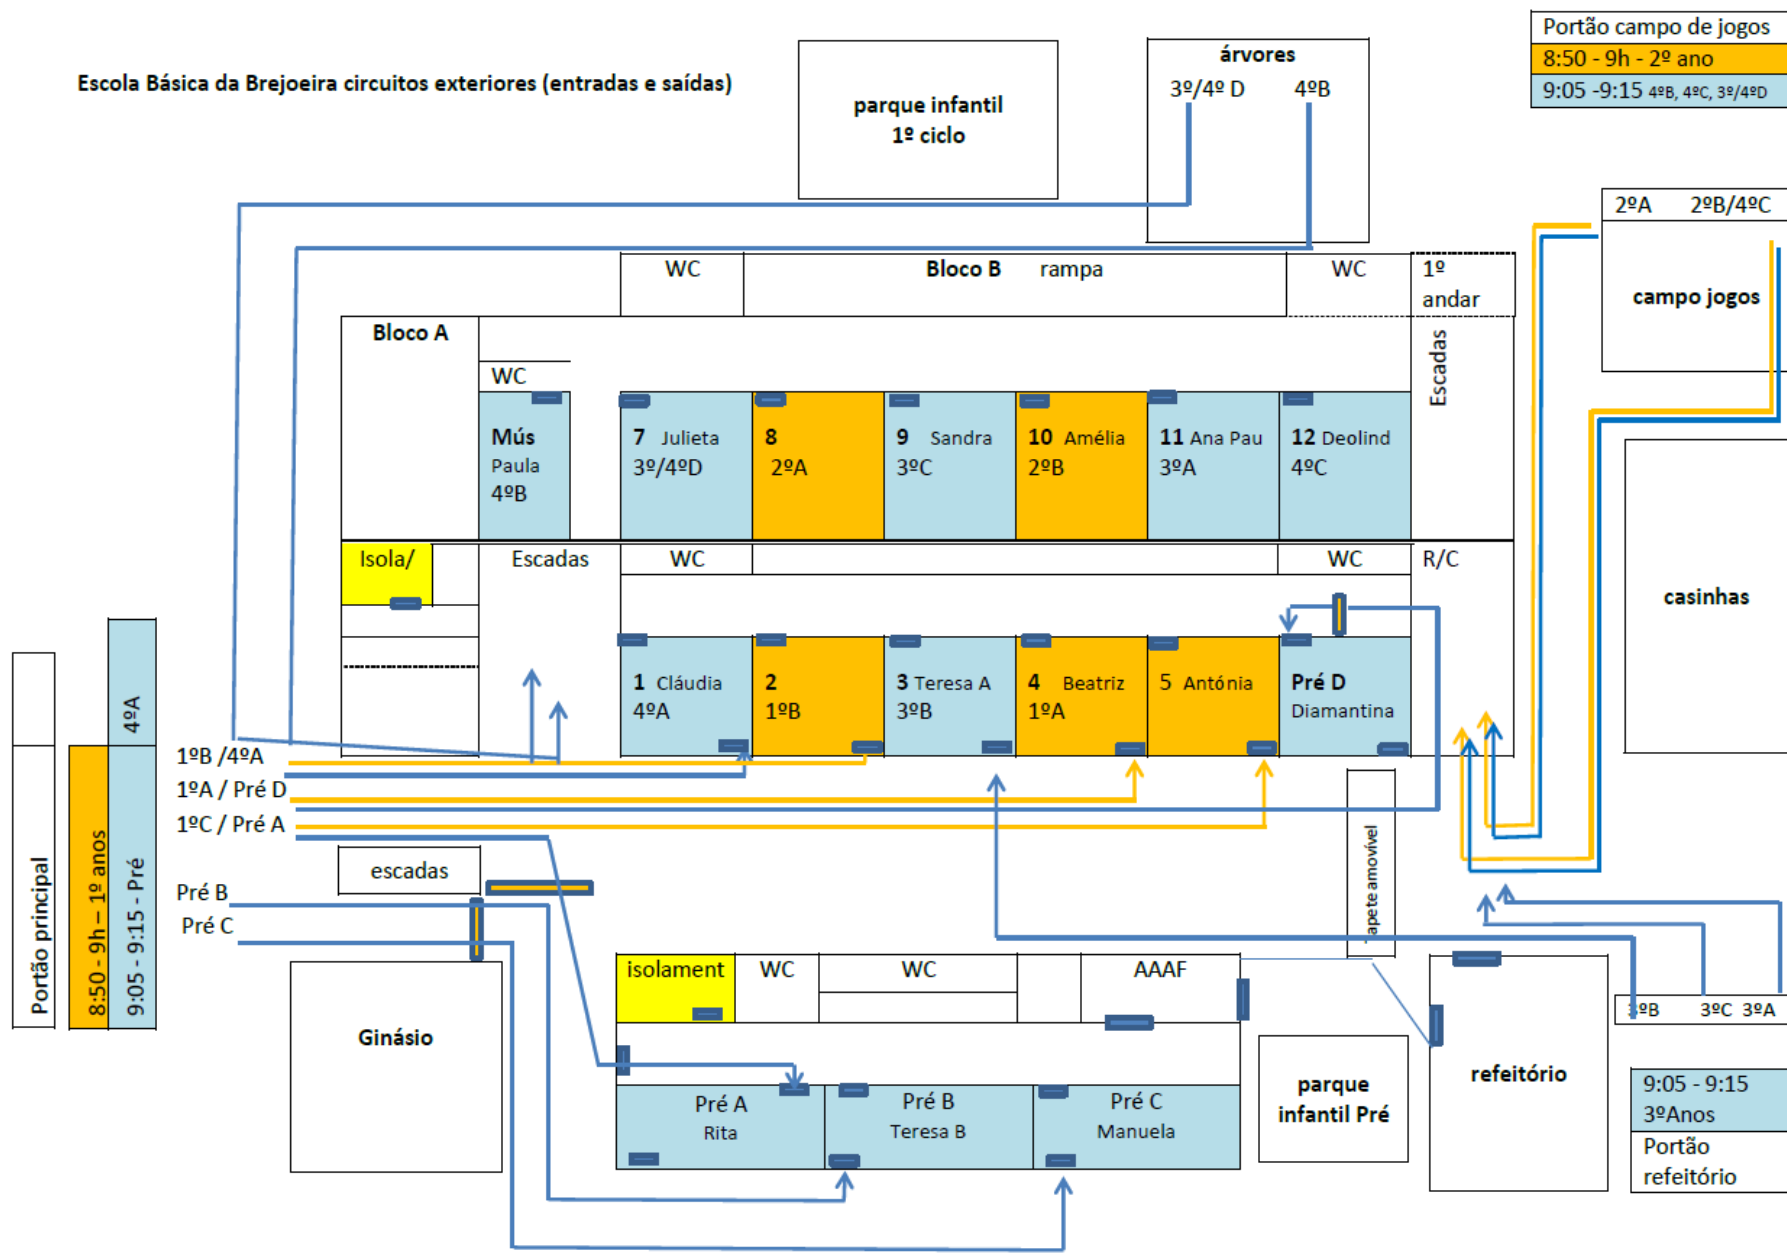 Escola Básica da Brejoeira circuitos exteriores (entradas e saídas)
parque infantil
1º ciclo
árvores
3º/4º D 4ºB
Portão campo de jogos
8:50 - 9h - 2º ano
9:05 -9:15 4ºB, 4ºC, 3º/4ºD
2ºA 2ºB/4ºC
campo jogos
WC
Bloco B rampa
WC
1º
andar
Escadas
Bloco A
WC
Mús
Paula
4ºB
7 Julieta
3º/4ºD
8
2ºA
9 Sandra
3ºC
10 Amélia
2ºB
11 Ana Pau
3ºA
12 Deolind
4ºC
casinhas
Isola/
Escadas
WC
WC
R/C
1 Cláudia
4ºA
2
1ºB
3 Teresa A
3ºB
4 Beatriz
1ºA
5 Antónia
Pré D
Diamantina
Portão principal
8:50 - 9h – 1º anos
9:05 - 9:15 - Pré
4ºA
1ºB /4ºA
1ºA / Pré D
1ºC / Pré A
Pré B
Pré C
escadas
Ginásio
isolament
WC
WC
AAAF
Pré A
Rita
Pré B
Teresa B
Pré C
Manuela
amovível
parque
infantil Pré
refeitório
3ºB 3ºC 3ºA
9:05 - 9:15
3ºAnos
Portão
refeitório